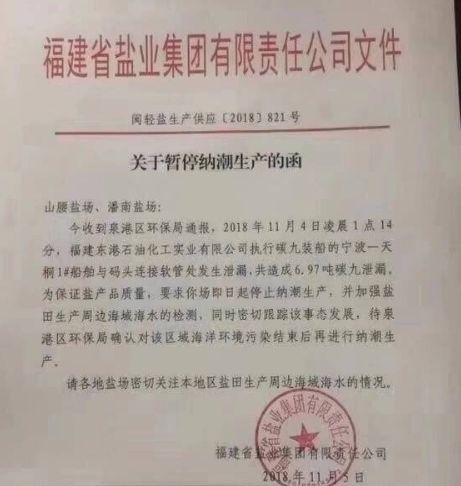 福建省盐业集团有限责任公司文件
闽轻盐生产供应〔2018〕821号
关于暂停纳潮生产的函
山腰盐场、潘南盐场:
今收到泉港区环保局通报，2018年11月4日凌晨1点14
分，福建东港石油化工实业有限公司执行碳九装船的宁波一天
桐1#船舶与码头连接软管处发生泄漏,共造成6.97吨碳九泄漏。
为保证盐产品质量，要求你场即日起停止纳潮生产，并加强盐
田生产周边海域海水的检测，同时密切跟踪该事态发展，待泉
港区环保局确认对该区域海洋环境污染结束后再进行纳潮生
产。
请各地盐场密切关注本地区盐田生产周边海域海水的情况。
福建省盐业集团有限责任公司
福建省盐业集团有限责任公司
2018年11月5日